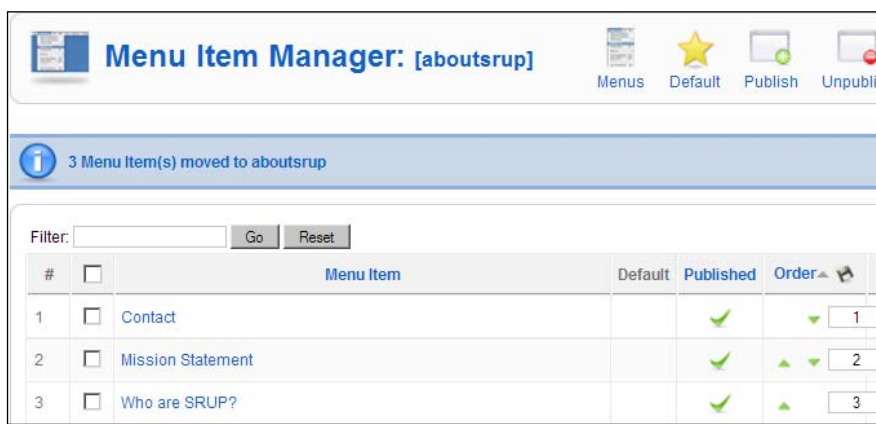 Menu Item Manager: [aboutsrup]
Menus Default Publish
3 Menu Item(s) moved to aboutsrup
Filter: Go Reset
# Menu Item Default Published Order
1 Contact 1
2 Mission Statement 2
3 Who are SRUP? 3